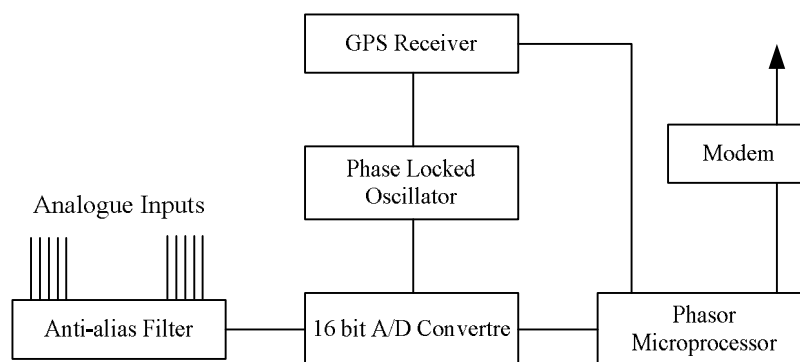 GPS Receiver
Modem
Phase Locked
Oscillator
Analogue Inputs
Anti-alias Filter
16 bit A/D Convertre
Phasor
Microprocessor